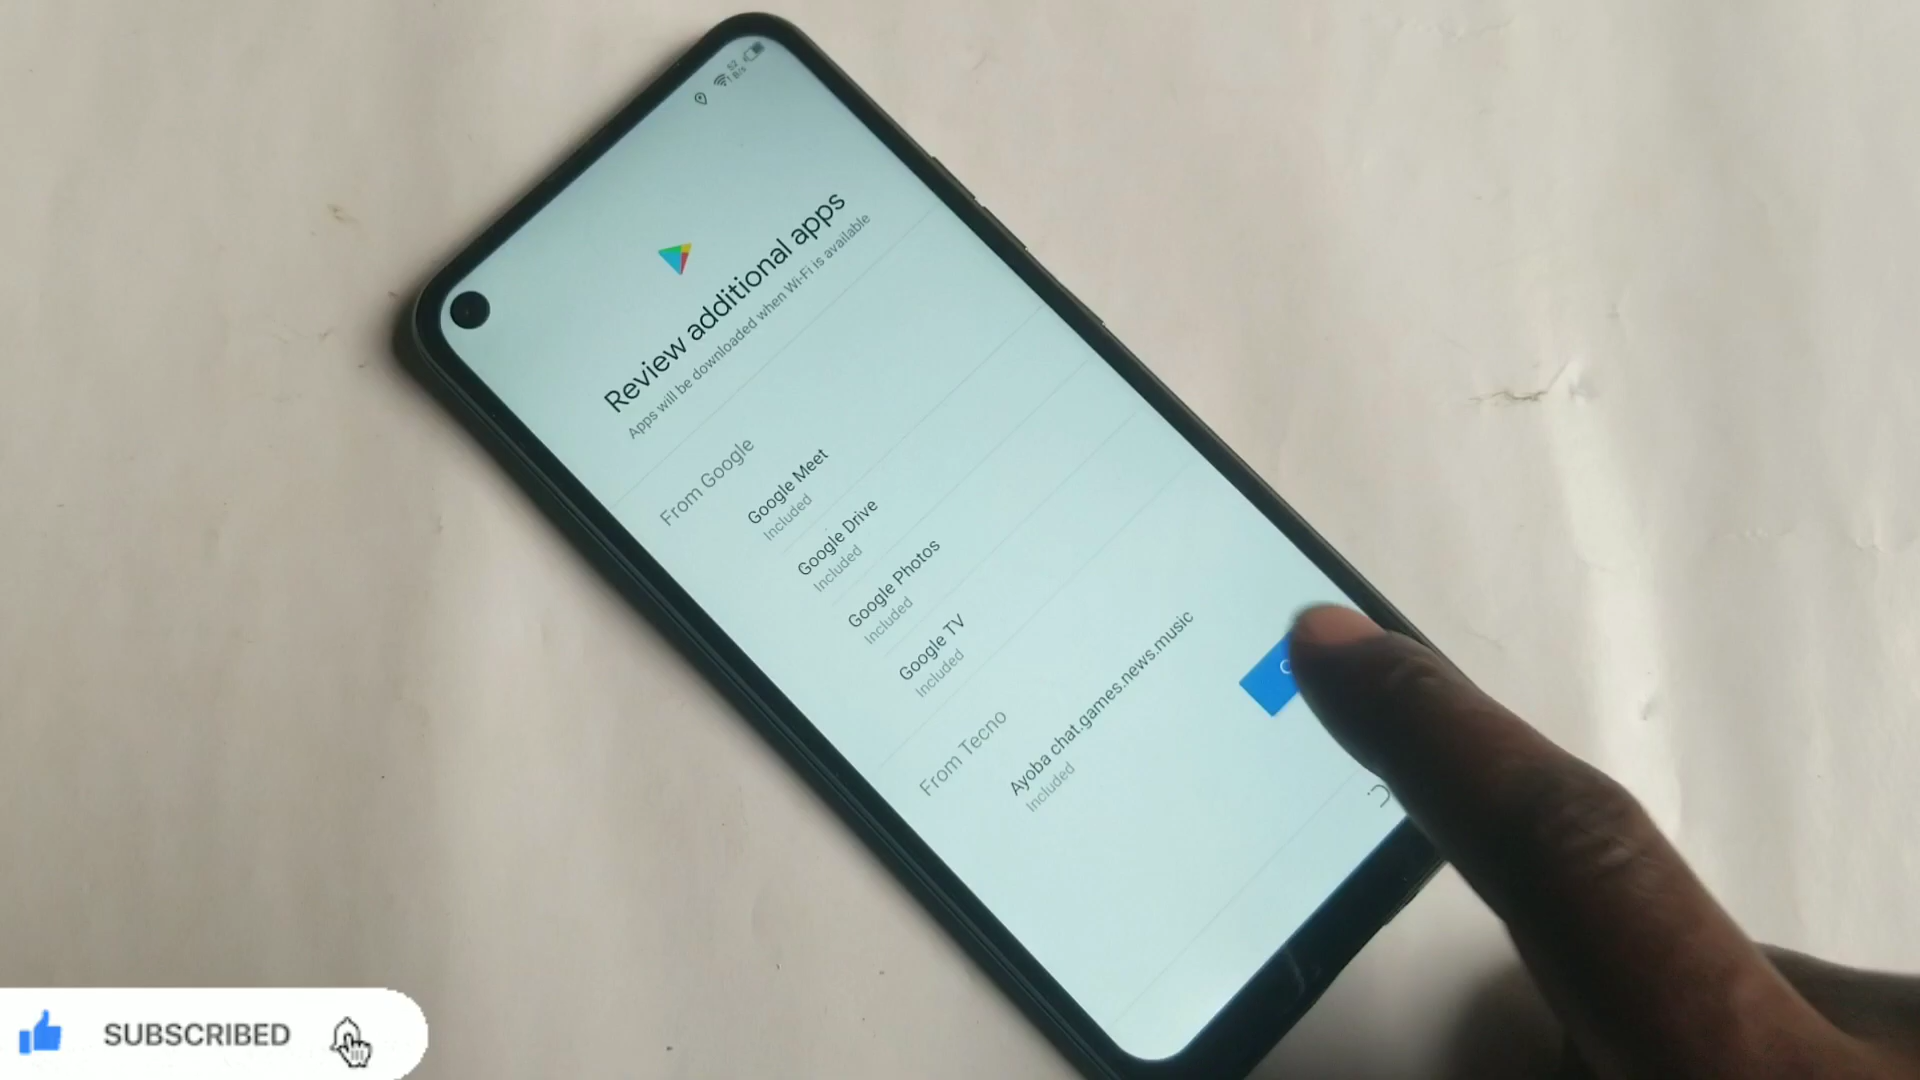 Review additional apps
Apps will be downloaded when Wi-Fi is available
From Google
Google Meet
Included
Google Drive
Included
Google Photos
Included
Google TV
Included
From Tecno
Ayoba chat.games.news.music
Included
SUBSCRIBED